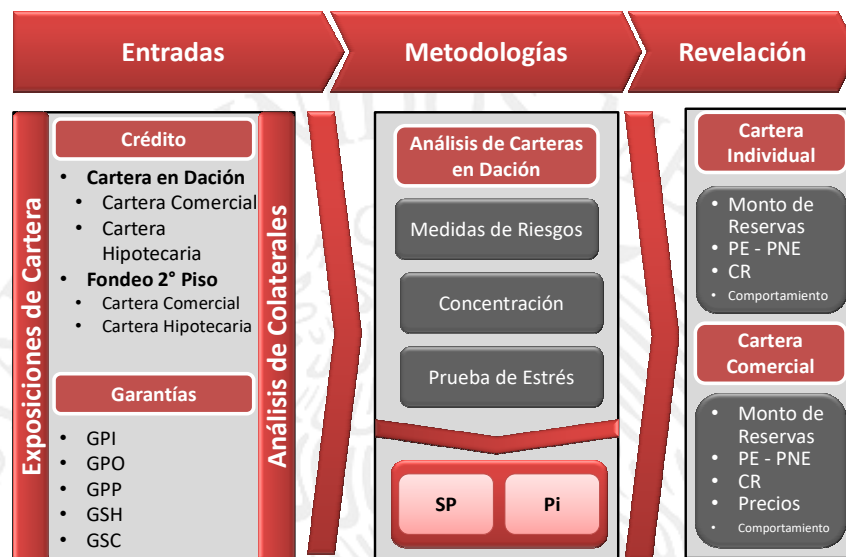 Entradas
Metodologías
Revelación
Exposiciones de Cartera
Crédito
• Cartera en Dación
• Cartera Comercial
• Cartera
Hipotecaria
• Fondeo 2° Piso
• Cartera Comercial
• Cartera Hipotecaria
Garantías
• GPI
• GPO
• GPP
• GSH
• GSC
Análisis de Colaterales
Análisis de Carteras
en Dación
Medidas de Riesgos
Concentración
Prueba de Estrés
SP
Pi
Cartera
Individual
• Monto de
Reservas
• PE - PNE
• CR
• Comportamiento
Cartera
Comercial
• Monto de
Reservas
• PE - PNE
• CR
• Precios
• Comportamiento